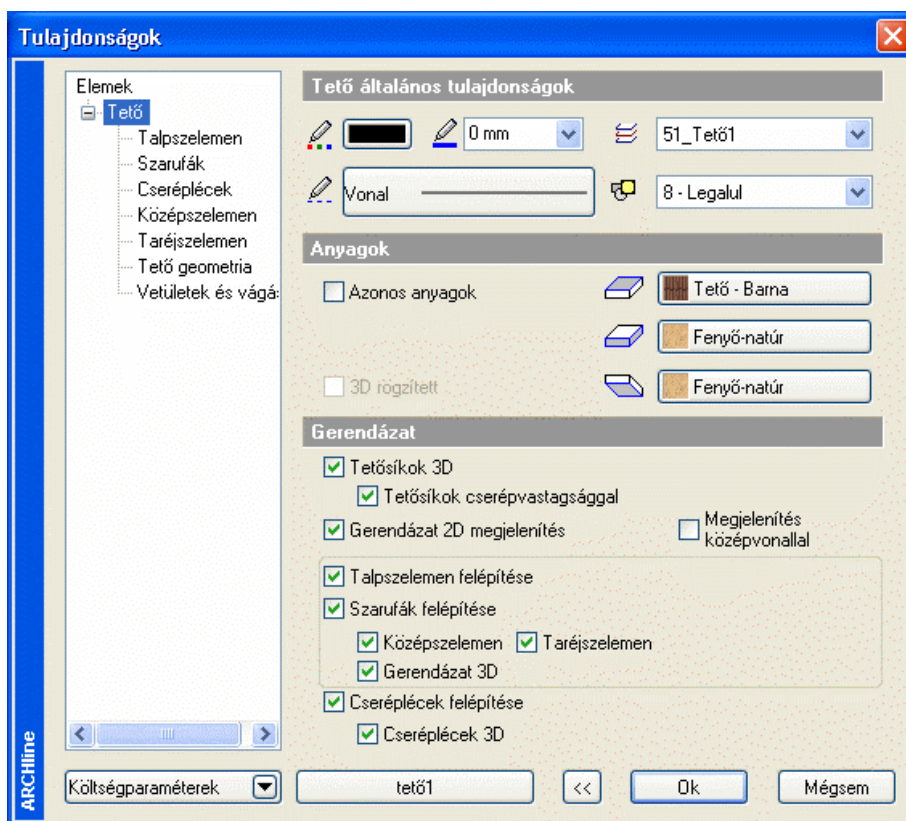 Tulajdonságok
ARCHline
Elemek
Tető
Talpszelemen
Szarufák
Cseréplécek
Középszelemen
Taréjszelemen
Tető geometria
Vetületek és vágá
Tető általános tulajdonságok
0 mm
51_Tető1
Vonal
8 - Legalul
Anyagok
Azonos anyagok
Tető - Barna
Fenyő-natúr
3D rögzített
Fenyő-natúr
Gerendázat
Tetősíkok 3D
Tetősíkok cserépvastagsággal
Gerendázat 2D megjelenítés
Megjelenítés
középvonallal
Talpszelemen felépítése
Szarufák felépítése
Középszelemen Taréjszelemen
Gerendázat 3D
Cseréplécek felépítése
Cseréplécek 3D
Költségparaméterek
tető1
<<
Ok
Mégsem